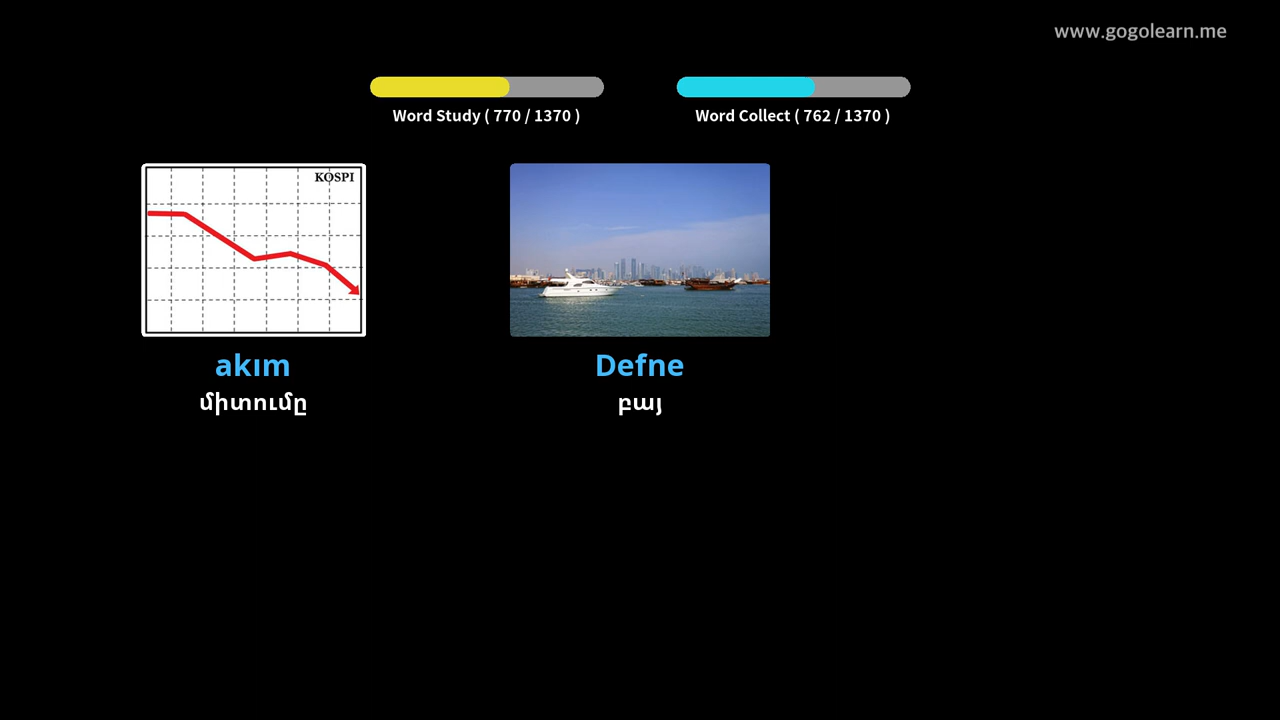 www.gogolearn.me
Word Study ( 770 / 1370 )
Word Collect ( 762 / 1370 )
KOSPI
akım
միտումը
Defne
բայ